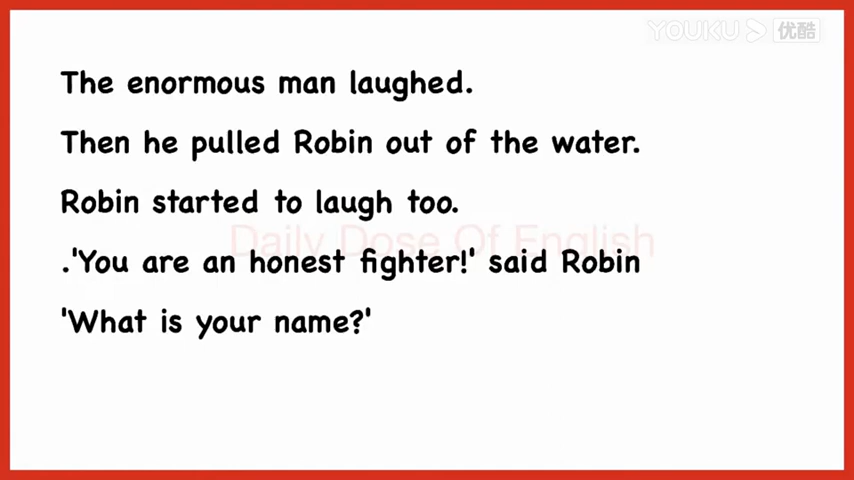 YOUKU 优酷
The enormous man laughed.
Then he pulled Robin out of the water.
Robin started to laugh too.
Daily Dose Of English
.'You are an honest fighter!' said Robin
'What is your name?'